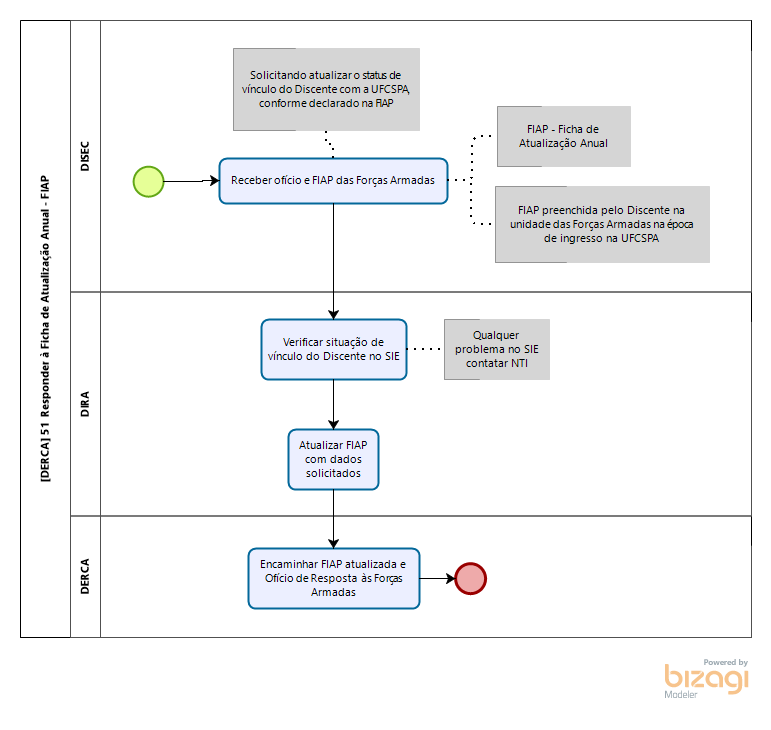 [DERCA] 51 Responder à Ficha de Atualização Anual - FIAP
DISEC
Solicitando atualizar o status de
vínculo do Discente com a UFCSPA,
conforme declarado na FIAP
FIAP - Ficha de
Atualização Anual
Receber ofício e FIAP das Forças Armadas
FIAP preenchida pelo Discente na
unidade das Forças Armadas na época
de ingresso na UFCSPA
DIRA
Verificar situação de
vínculo do Discente no SIE
Qualquer
problema no SIE
contatar NTI
Atualizar FIAP
com dados
solicitados
DERCA
Encaminhar FIAP atualizada e
Ofício de Resposta às Forças
Armadas
Powered by
bizagi
Modeler